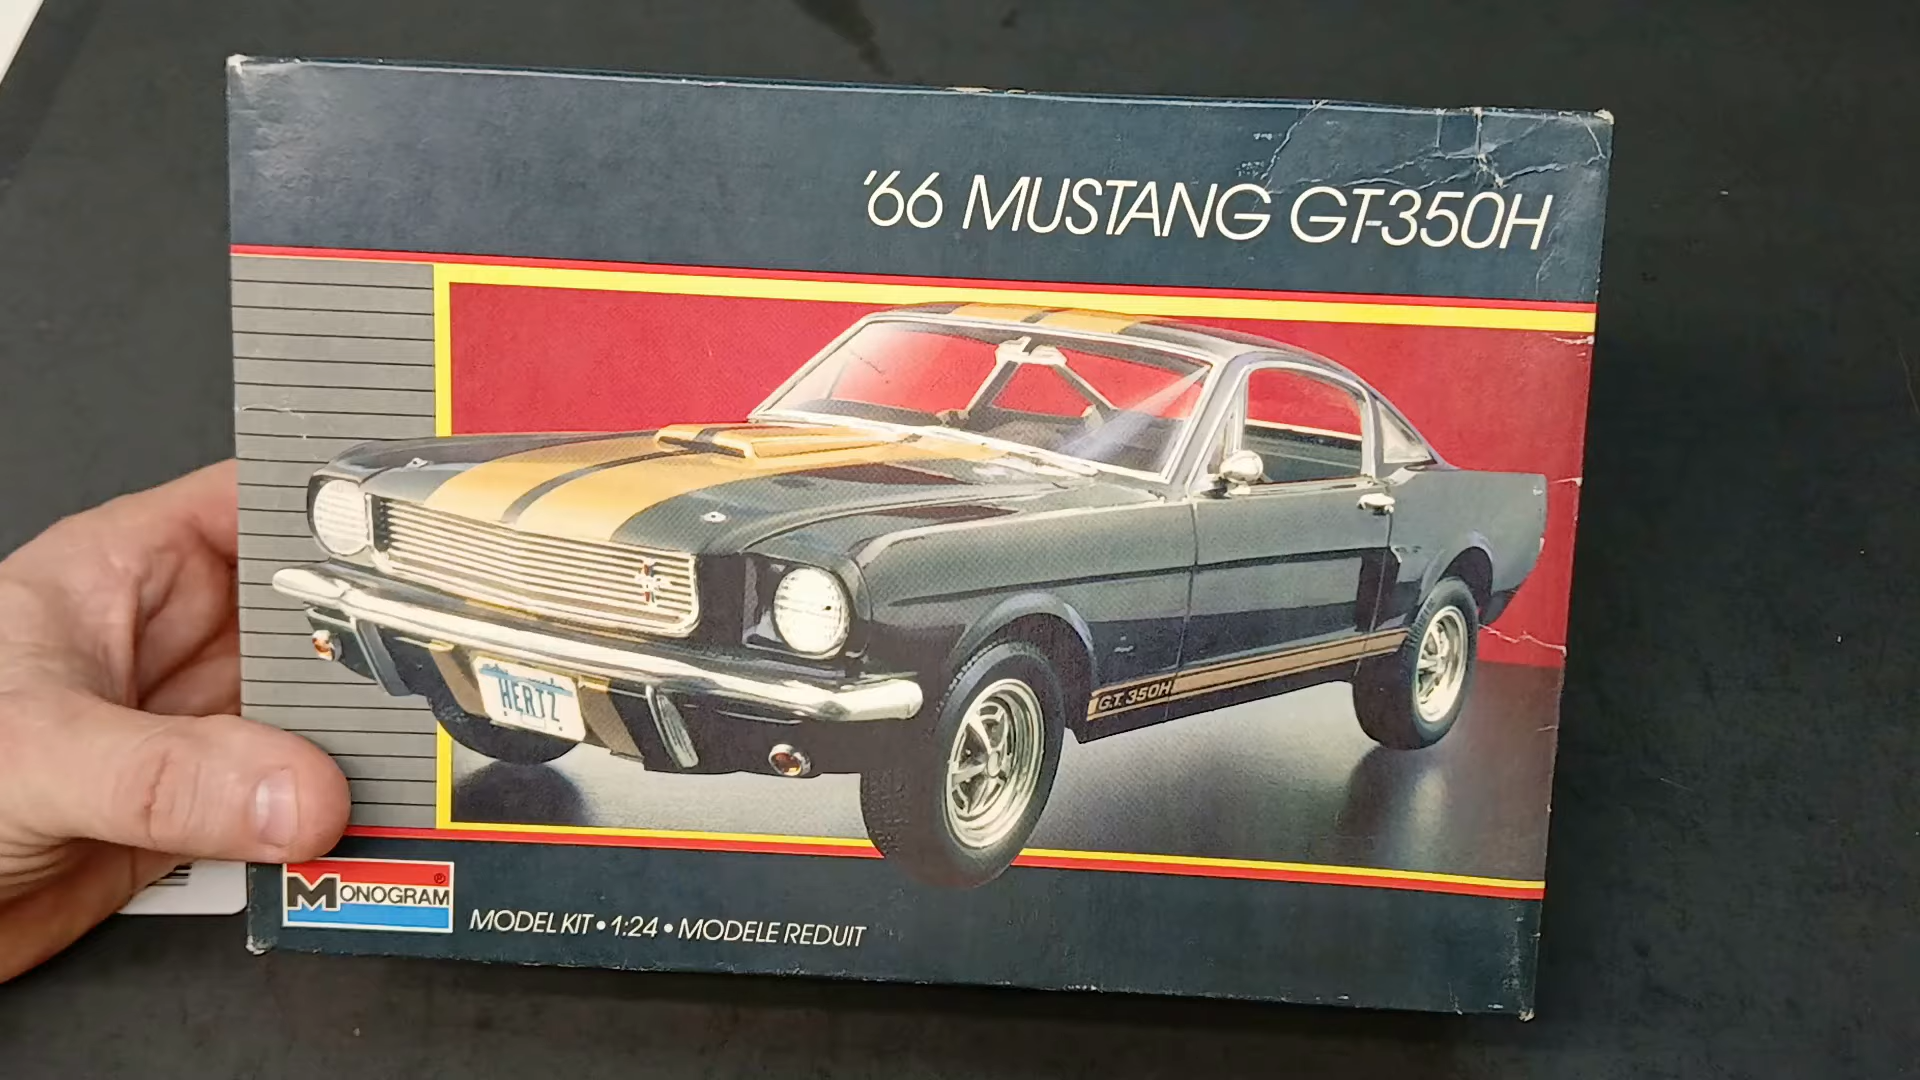 '66 MUSTANG GT-350H
HERTZ
G.T. 350H
MONOGRAM®
MODEL KIT • 1:24 • MODELE REDUIT